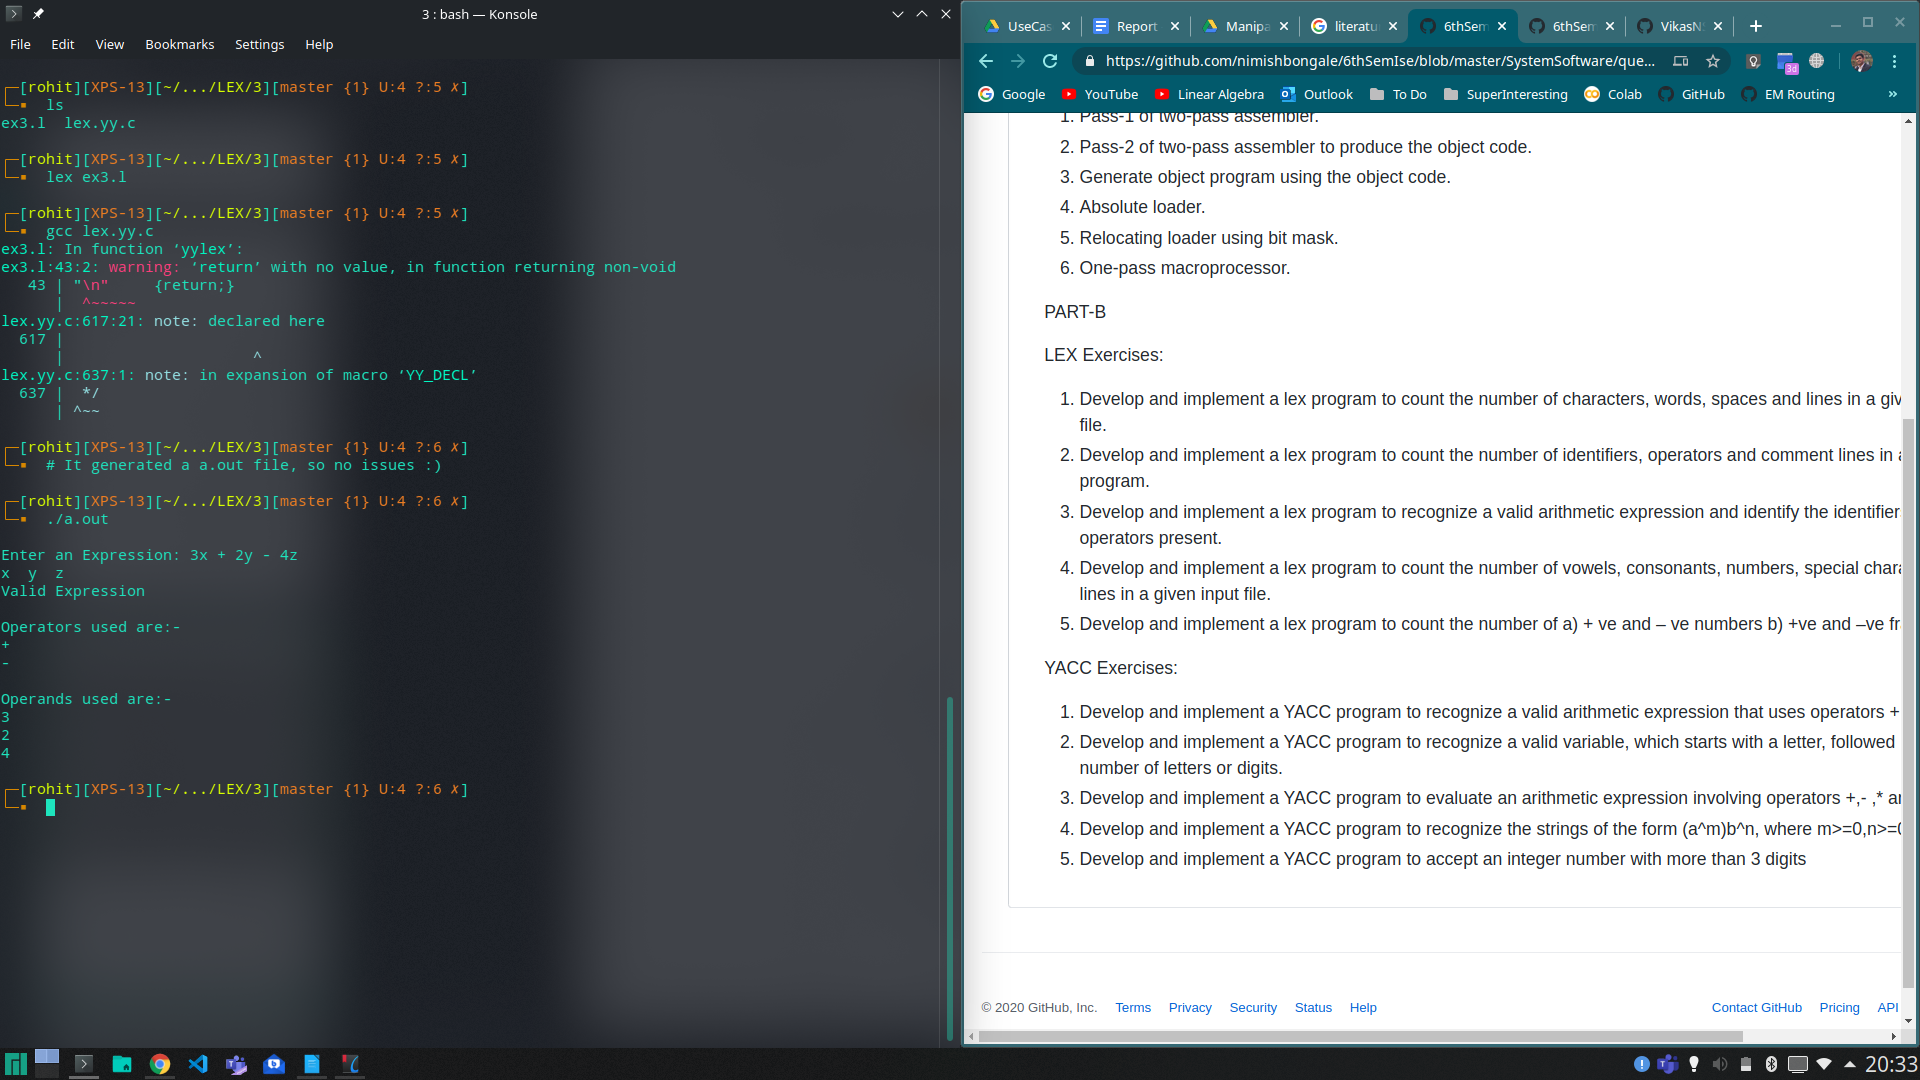 3 : bash — Konsole
File Edit View Bookmarks Settings Help
[rohit][XPS-13][~/.../LEX/3][master {1} U:4 ?:5 ✗]
ls
ex3.l lex.yy.c
[rohit][XPS-13][~/.../LEX/3][master {1} U:4 ?:5 ✗]
lex ex3.l
[rohit][XPS-13][~/.../LEX/3][master {1} U:4 ?:5 ✗]
gcc lex.yy.c
ex3.l: In function ‘yylex’:
ex3.l:43:2: warning: ‘return’ with no value, in function returning non-void
43 | "\n" {return;}
| ^~~~~~
lex.yy.c:617:21: note: declared here
617 |
| ^
lex.yy.c:637:1: note: in expansion of macro ‘YY_DECL’
637 | */
| ^~~
[rohit][XPS-13][~/.../LEX/3][master {1} U:4 ?:6 ✗]
# It generated a a.out file, so no issues :)
[rohit][XPS-13][~/.../LEX/3][master {1} U:4 ?:6 ✗]
./a.out
Enter an Expression: 3x + 2y - 4z
x y z
Valid Expression
Operators used are:-
+
-
Operands used are:-
3
2
4
[rohit][XPS-13][~/.../LEX/3][master {1} U:4 ?:6 ✗]
UseCas Report Manipa literatu 6thSem 6thSem VikasN
https://github.com/nimishbongale/6thSemIse/blob/master/SystemSoftware/que...
3d
Google YouTube Linear Algebra Outlook To Do SuperInteresting Colab GitHub EM Routing »
1. Pass-1 of two-pass assembler.
2. Pass-2 of two-pass assembler to produce the object code.
3. Generate object program using the object code.
4. Absolute loader.
5. Relocating loader using bit mask.
6. One-pass macroprocessor.
PART-B
LEX Exercises:
1. Develop and implement a lex program to count the number of characters, words, spaces and lines in a giv
file.
2. Develop and implement a lex program to count the number of identifiers, operators and comment lines in
program.
3. Develop and implement a lex program to recognize a valid arithmetic expression and identify the identifier
operators present.
4. Develop and implement a lex program to count the number of vowels, consonants, numbers, special chara
lines in a given input file.
5. Develop and implement a lex program to count the number of a) + ve and – ve numbers b) +ve and –ve fr
YACC Exercises:
1. Develop and implement a YACC program to recognize a valid arithmetic expression that uses operators +
2. Develop and implement a YACC program to recognize a valid variable, which starts with a letter, followed
number of letters or digits.
3. Develop and implement a YACC program to evaluate an arithmetic expression involving operators +,- ,* an
4. Develop and implement a YACC program to recognize the strings of the form (a^m)b^n, where m>=0,n>=0
5. Develop and implement a YACC program to accept an integer number with more than 3 digits
© 2020 GitHub, Inc. Terms Privacy Security Status Help Contact GitHub Pricing API
20:33